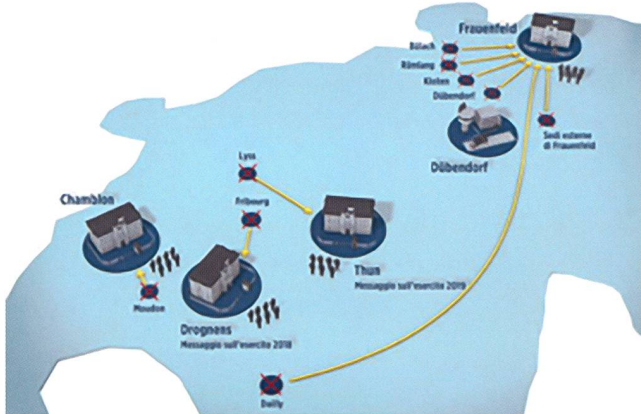 Frauenfeld
Bülach
Rümlang
Kloten
Dübendorf
Sedi esterne
di Frauenfeld
Dübendorf
Lyss
Fribourg
Chamblon
Thun
Messaggio sull'esercito 2019
Moudon
Drognens
Messaggio sull'esercito 2018
Dailly